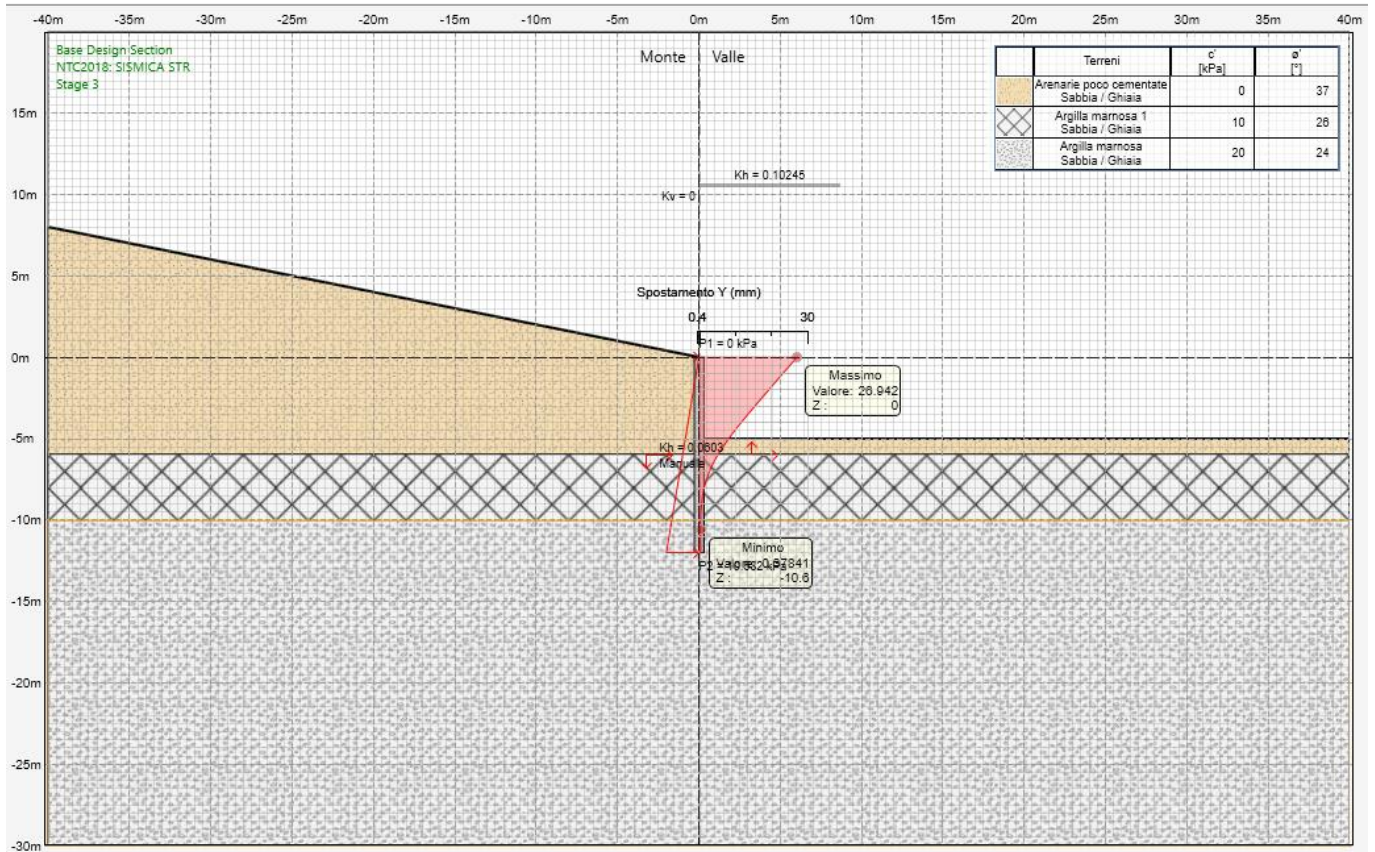 -40m -35m -30m -25m -20m -15m -10m -5m 0m 5m 10m 15m 20m 25m 30m 35m 40m
Base Design Section
NTC2018: SISMICA STR
Stage 3
Monte Valle
Terreni c' [kPa] ø' [°]
Arenarie poco cementate
Sabbia / Ghiaia 0 37
Argilla marnosa 1
Sabbia / Ghiaia 10 26
Argilla marnosa
Sabbia / Ghiaia 20 24
15m
Kh = 0.10245
10m
Kv = 0
5m
Spostamento Y (mm)
0.4 30
P1 = 0 kPa
0m
Massimo
Valore: 26.942
Z : 0
-5m
Kh = 0.0603
Manuale
-10m
Minimo
Valore: 0.37841
Z : -10.6
-15m
-20m
-25m
-30m